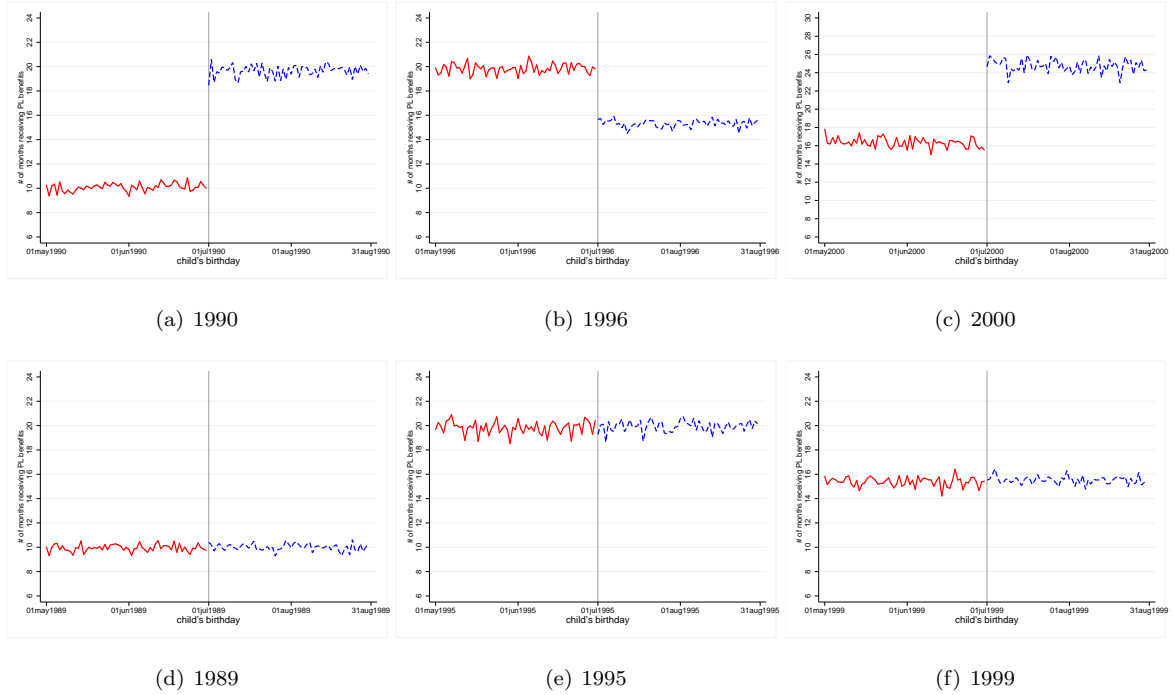 # of months receiving PL benefits
24
22
20
18
16
14
12
10
8
6
01may1990 01jun1990 01jul1990 01aug1990 31aug1990
child's birthday
(a) 1990
# of months receiving PL benefits
24
22
20
18
16
14
12
10
8
6
01may1996 01jun1996 01jul1996 01aug1996 31aug1996
child's birthday
(b) 1996
# of months receiving PL benefits
30
28
26
24
22
20
18
16
14
12
10
8
6
01may2000 01jun2000 01jul2000 01aug2000 31aug2000
child's birthday
(c) 2000
# of months receiving PL benefits
24
22
20
18
16
14
12
10
8
6
01may1989 01jun1989 01jul1989 01aug1989 31aug1989
child's birthday
(d) 1989
# of months receiving PL benefits
24
22
20
18
16
14
12
10
8
6
01may1995 01jun1995 01jul1995 01aug1995 31aug1995
child's birthday
(e) 1995
# of months receiving PL benefits
24
22
20
18
16
14
12
10
8
6
01may1999 01jun1999 01jul1999 01aug1999 31aug1999
child's birthday
(f) 1999